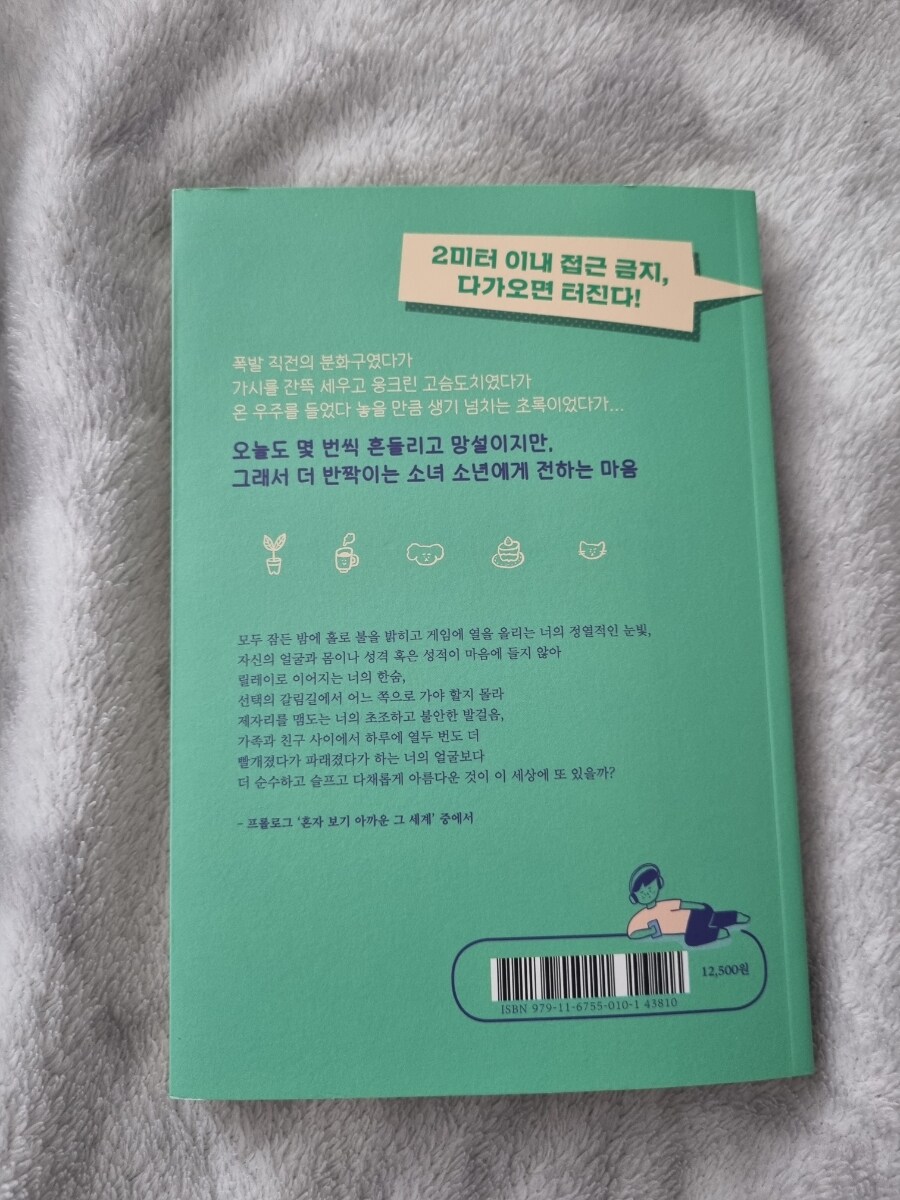 2미터 이내 접근 금지,
다가오면 터진다!
폭발 직전의 분화구였다가
가시를 잔뜩 세우고 웅크린 고슴도치였다가
온 우주를 들었다 놓을 만큼 생기 넘치는 초록이었다가...
오늘도 몇 번씩 흔들리고 망설이지만,
그래서 더 반짝이는 소녀 소년에게 전하는 마음
모두 잠든 밤에 홀로 불을 밝히고 게임에 열을 올리는 너의 정열적인 눈빛,
자신의 얼굴과 몸이나 성격 혹은 성적이 마음에 들지 않아
릴레이로 이어지는 너의 한숨,
선택의 갈림길에서 어느 쪽으로 가야 할지 몰라
제자리를 맴도는 너의 초조하고 불안한 발걸음,
가족과 친구 사이에서 하루에 열두 번도 더
빨개졌다가 파래졌다가 하는 너의 얼굴보다
더 순수하고 슬프고 다채롭게 아름다운 것이 이 세상에 또 있을까?
- 프롤로그 '혼자 보기 아까운 그 세계' 중에서
12,500원
ISBN 979-11-6755-010-1 43810